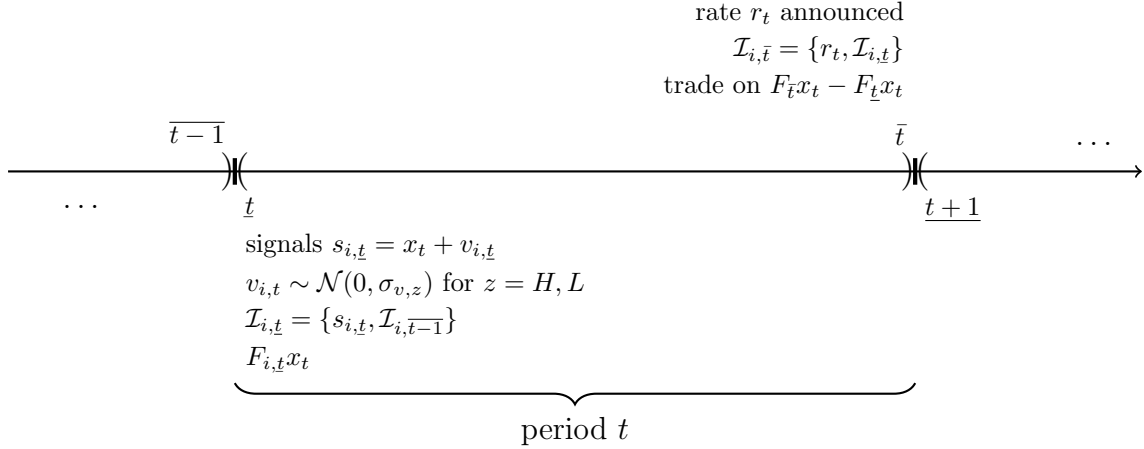 rate r_t announced
ℐ_{i,t̄} = {r_t, ℐ_{i,t̲}}
trade on F_{t̄}x_t − F_{t̲}x_t
\overline{t − 1}
t̄
· · ·
· · ·
t̲
\underline{t + 1}
signals s_{i,t̲} = x_t + v_{i,t̲}
v_{i,t} ∼ 𝒩(0, σ_{v,z}) for z = H, L
ℐ_{i,t̲} = {s_{i,t̲}, ℐ_{i,\overline{t−1}}}
F_{i,t̲}x_t
period t